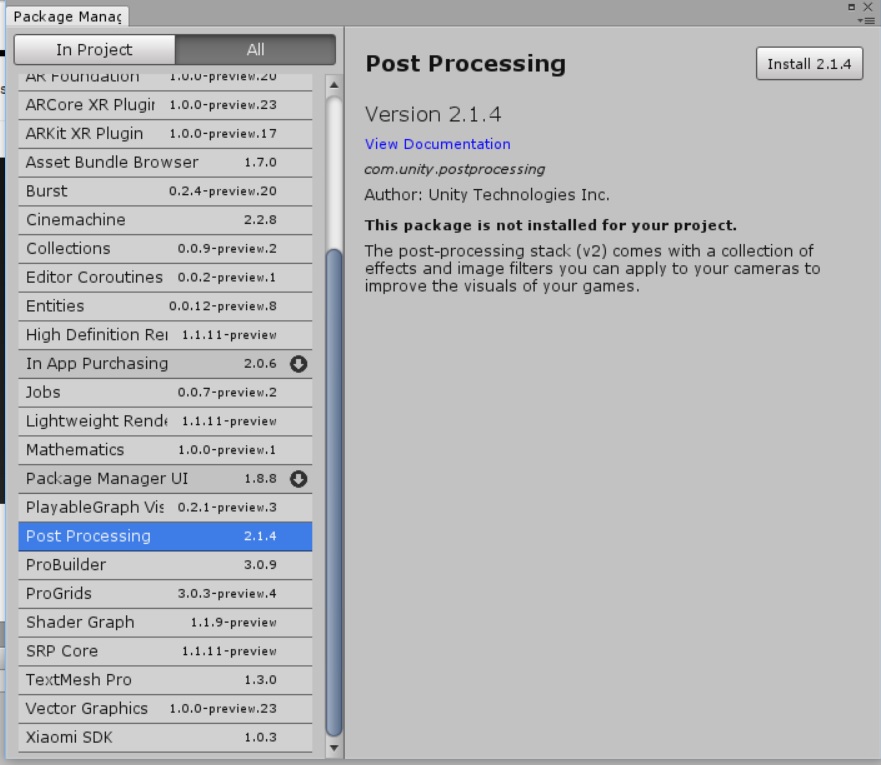 Package Manag
In Project
All
AR Foundation 1.0.0-preview.20
ARCore XR Plugin 1.0.0-preview.23
ARKit XR Plugin 1.0.0-preview.17
Asset Bundle Browser 1.7.0
Burst 0.2.4-preview.20
Cinemachine 2.2.8
Collections 0.0.9-preview.2
Editor Coroutines 0.0.2-preview.1
Entities 0.0.12-preview.8
High Definition Rei 1.1.11-preview
In App Purchasing 2.0.6
Jobs 0.0.7-preview.2
Lightweight Rende 1.1.11-preview
Mathematics 1.0.0-preview.1
Package Manager UI 1.8.8
PlayableGraph Vis 0.2.1-preview.3
Post Processing 2.1.4
ProBuilder 3.0.9
ProGrids 3.0.3-preview.4
Shader Graph 1.1.9-preview
SRP Core 1.1.11-preview
TextMesh Pro 1.3.0
Vector Graphics 1.0.0-preview.23
Xiaomi SDK 1.0.3
Post Processing
Install 2.1.4
Version 2.1.4
View Documentation
com.unity.postprocessing
Author: Unity Technologies Inc.
This package is not installed for your project.
The post-processing stack (v2) comes with a collection of
effects and image filters you can apply to your cameras to
improve the visuals of your games.